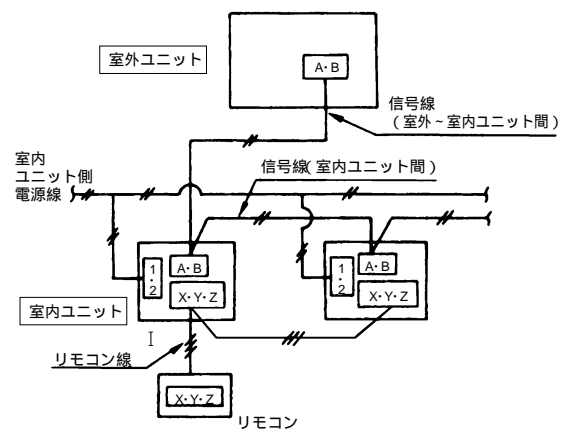 室外ユニット
A・B
信号線
(室外~室内ユニット間)
室内
ユニット側
電源線
信号線(室内ユニット間)
1・2
A・B
X・Y・Z
1・2
A・B
X・Y・Z
室内ユニット
I
リモコン線
X・Y・Z
リモコン